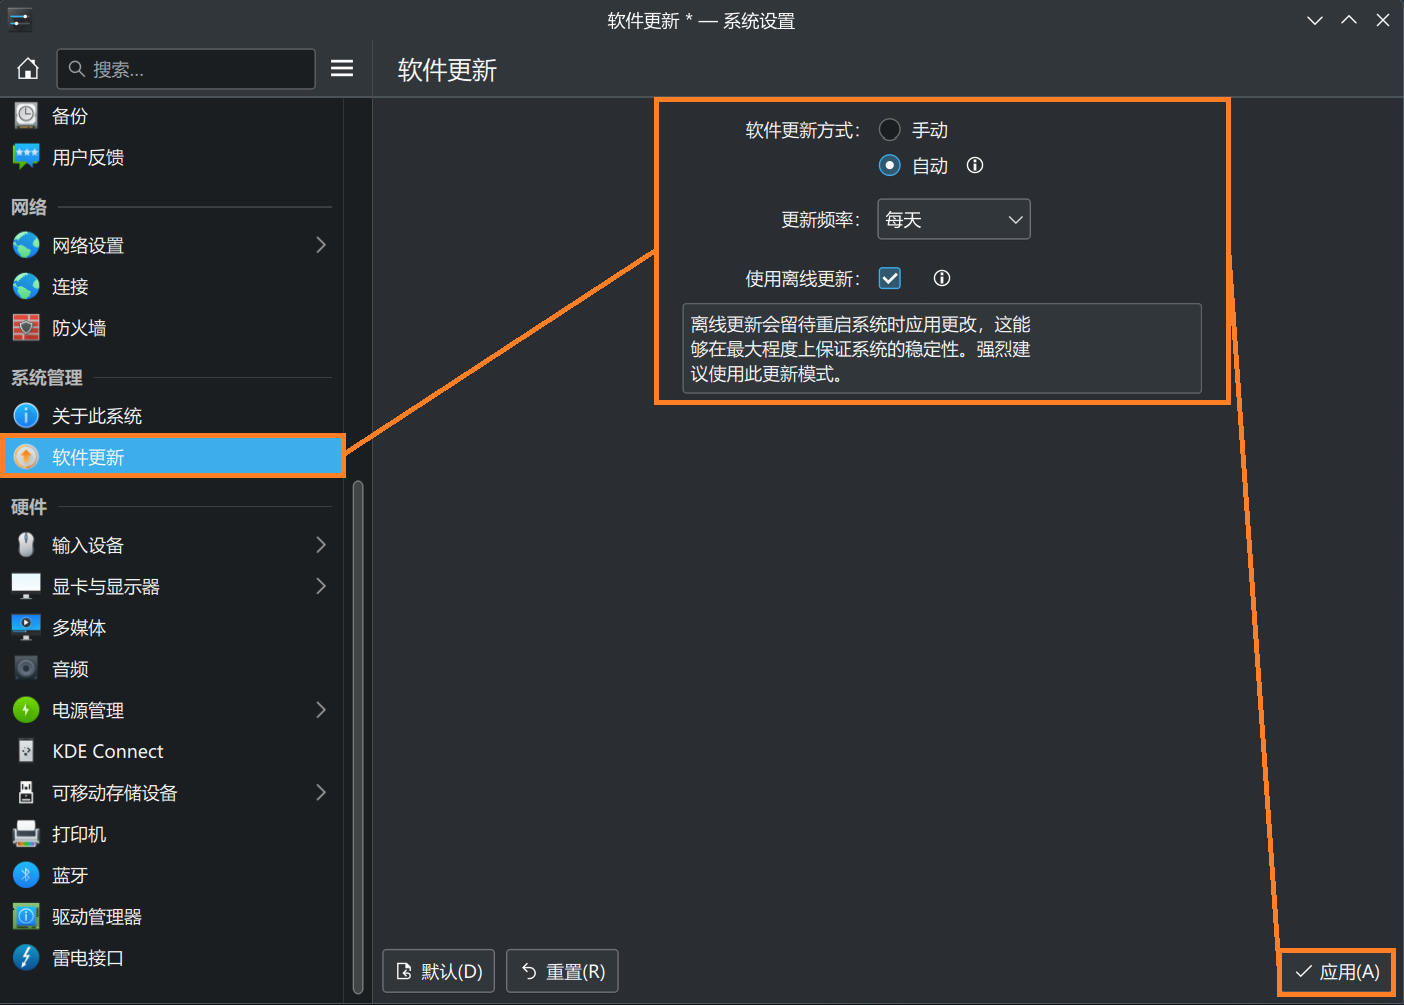 软件更新 * — 系统设置
搜索...
软件更新
备份
用户反馈
网络
网络设置
连接
防火墙
系统管理
关于此系统
软件更新
硬件
输入设备
显卡与显示器
多媒体
音频
电源管理
KDE Connect
可移动存储设备
打印机
蓝牙
驱动管理器
雷电接口
软件更新方式： 手动
自动
更新频率： 每天
使用离线更新：
离线更新会留待重启系统时应用更改，这能
够在最大程度上保证系统的稳定性。强烈建
议使用此更新模式。
默认(D) 重置(R) 应用(A)